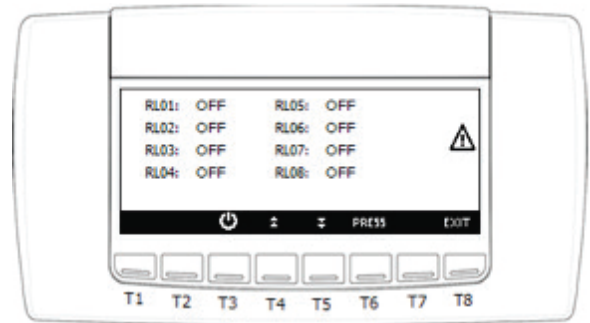 RL01: OFF RL05: OFF
RL02: OFF RL06: OFF
RL03: OFF RL07: OFF
RL04: OFF RL08: OFF
PRESS EXIT
T1 T2 T3 T4 T5 T6 T7 T8